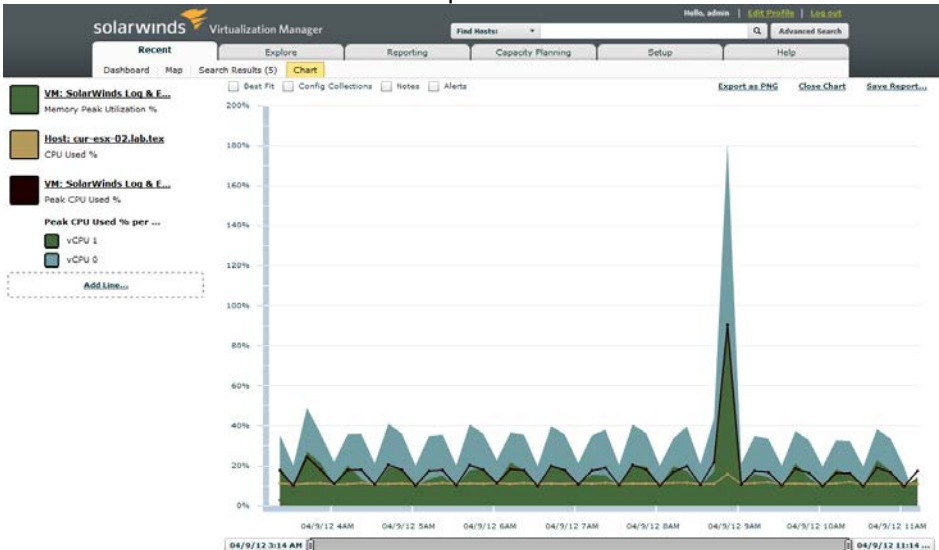 Hello, admin | Edit Profile | Log out
solarwinds Virtualization Manager
Find Hosts: Advanced Search
Recent Explore Reporting Capacity Planning Setup Help
Dashboard Map Search Results (5) Chart
Best Fit Config Collections Notes Alerts Export as PNG Close Chart Save Report...
VM: SolarWinds Log & E...
Memory Peak Utilization %
Host: cur-esx-02.lab.tex
CPU Used %
VM: SolarWinds Log & E...
Peak CPU Used %
Peak CPU Used % per ...
vCPU 1
vCPU 0
Add Line...
200%
180%
160%
140%
120%
100%
80%
60%
40%
20%
0%
04/9/12 4AM 04/9/12 5AM 04/9/12 6AM 04/9/12 7AM 04/9/12 8AM 04/9/12 9AM 04/9/12 10AM 04/9/12 11AM
04/9/12 3:14 AM 04/9/12 11:14 ...